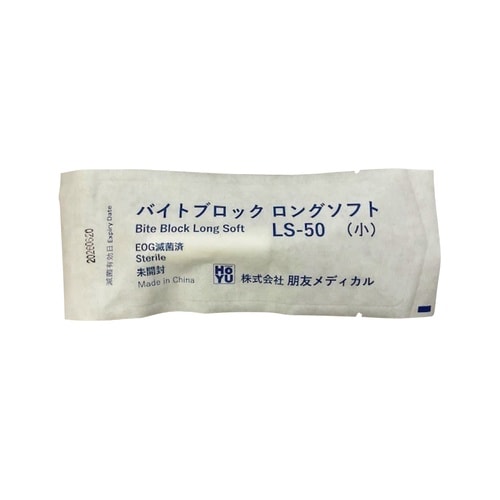 バイトブロック ロングソフト
Bite Block Long Soft LS-50 (小)
EOG滅菌済
Sterile
未開封
Made in China
HOYU 株式会社 朋友メディカル
滅菌有効日 Expiry Date
20260520